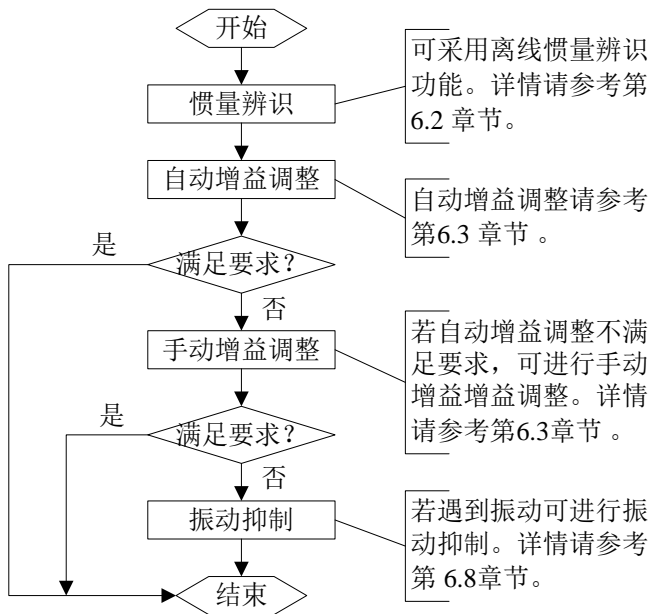 开始
可采用离线惯量辨识
功能。详情请参考第
6.2 章节。
惯量辨识
自动增益调整
自动增益调整请参考
第6.3 章节 。
是
满足要求?
否
手动增益调整
若自动增益调整不满
足要求，可进行手动
增益增益调整。详情
请参考第6.3章节 。
是
满足要求?
否
振动抑制
若遇到振动可进行振
动抑制。详情请参考
第 6.8章节。
结束